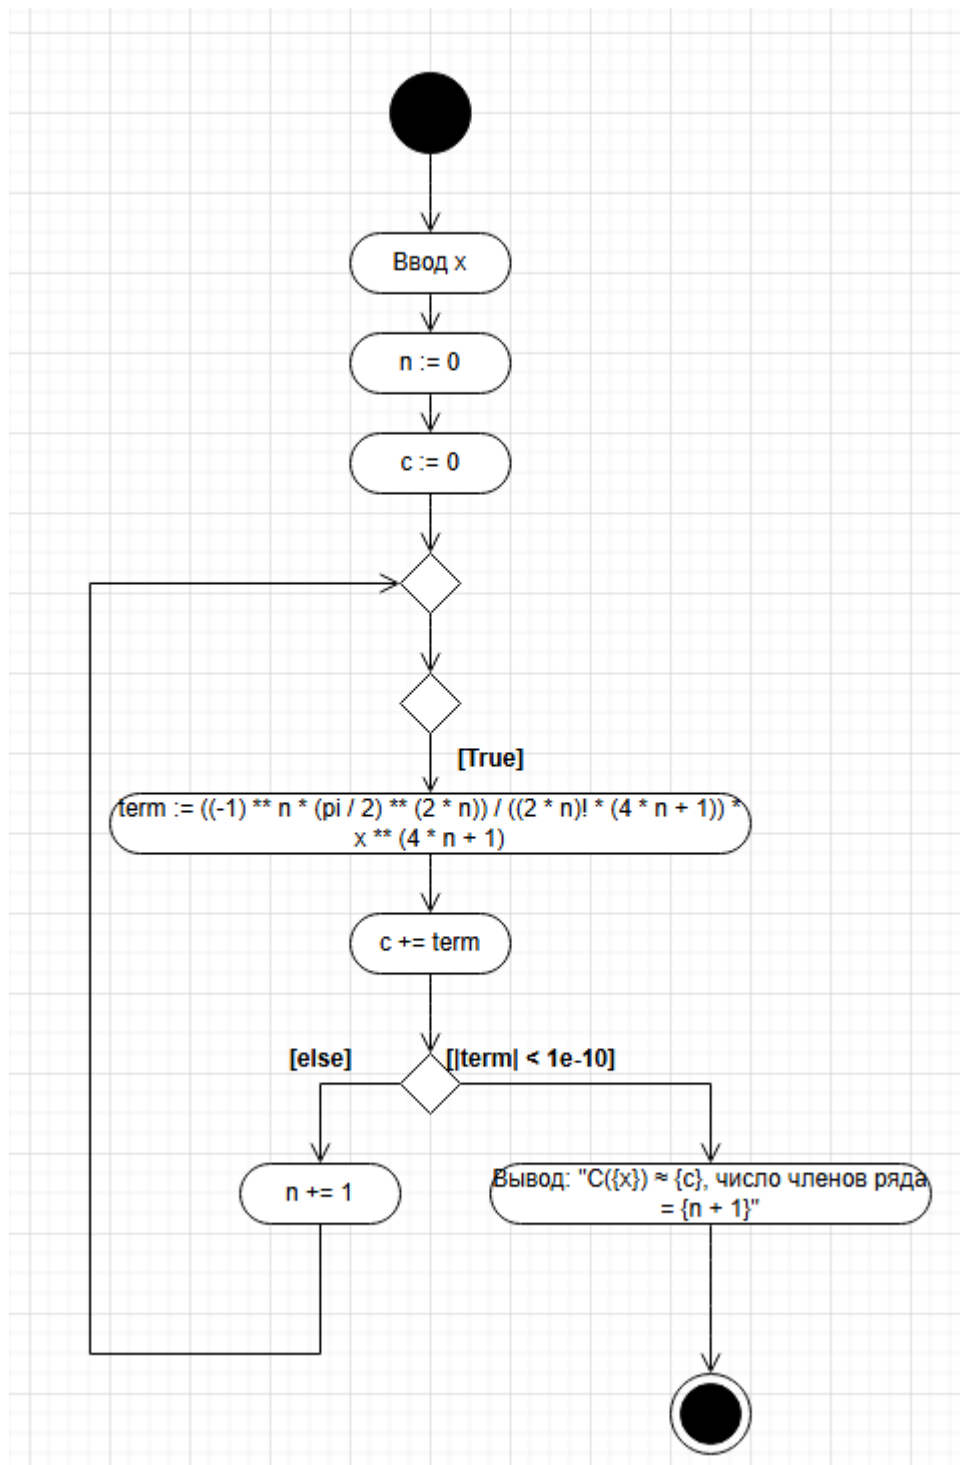 Ввод x
n := 0
c := 0
[True]
term := ((-1) ** n * (pi / 2) ** (2 * n)) / ((2 * n)! * (4 * n + 1)) *
x ** (4 * n + 1)
c += term
[else]
[|term| < 1e-10]
n += 1
Вывод: "C({x}) ≈ {c}, число членов ряда
= {n + 1}"